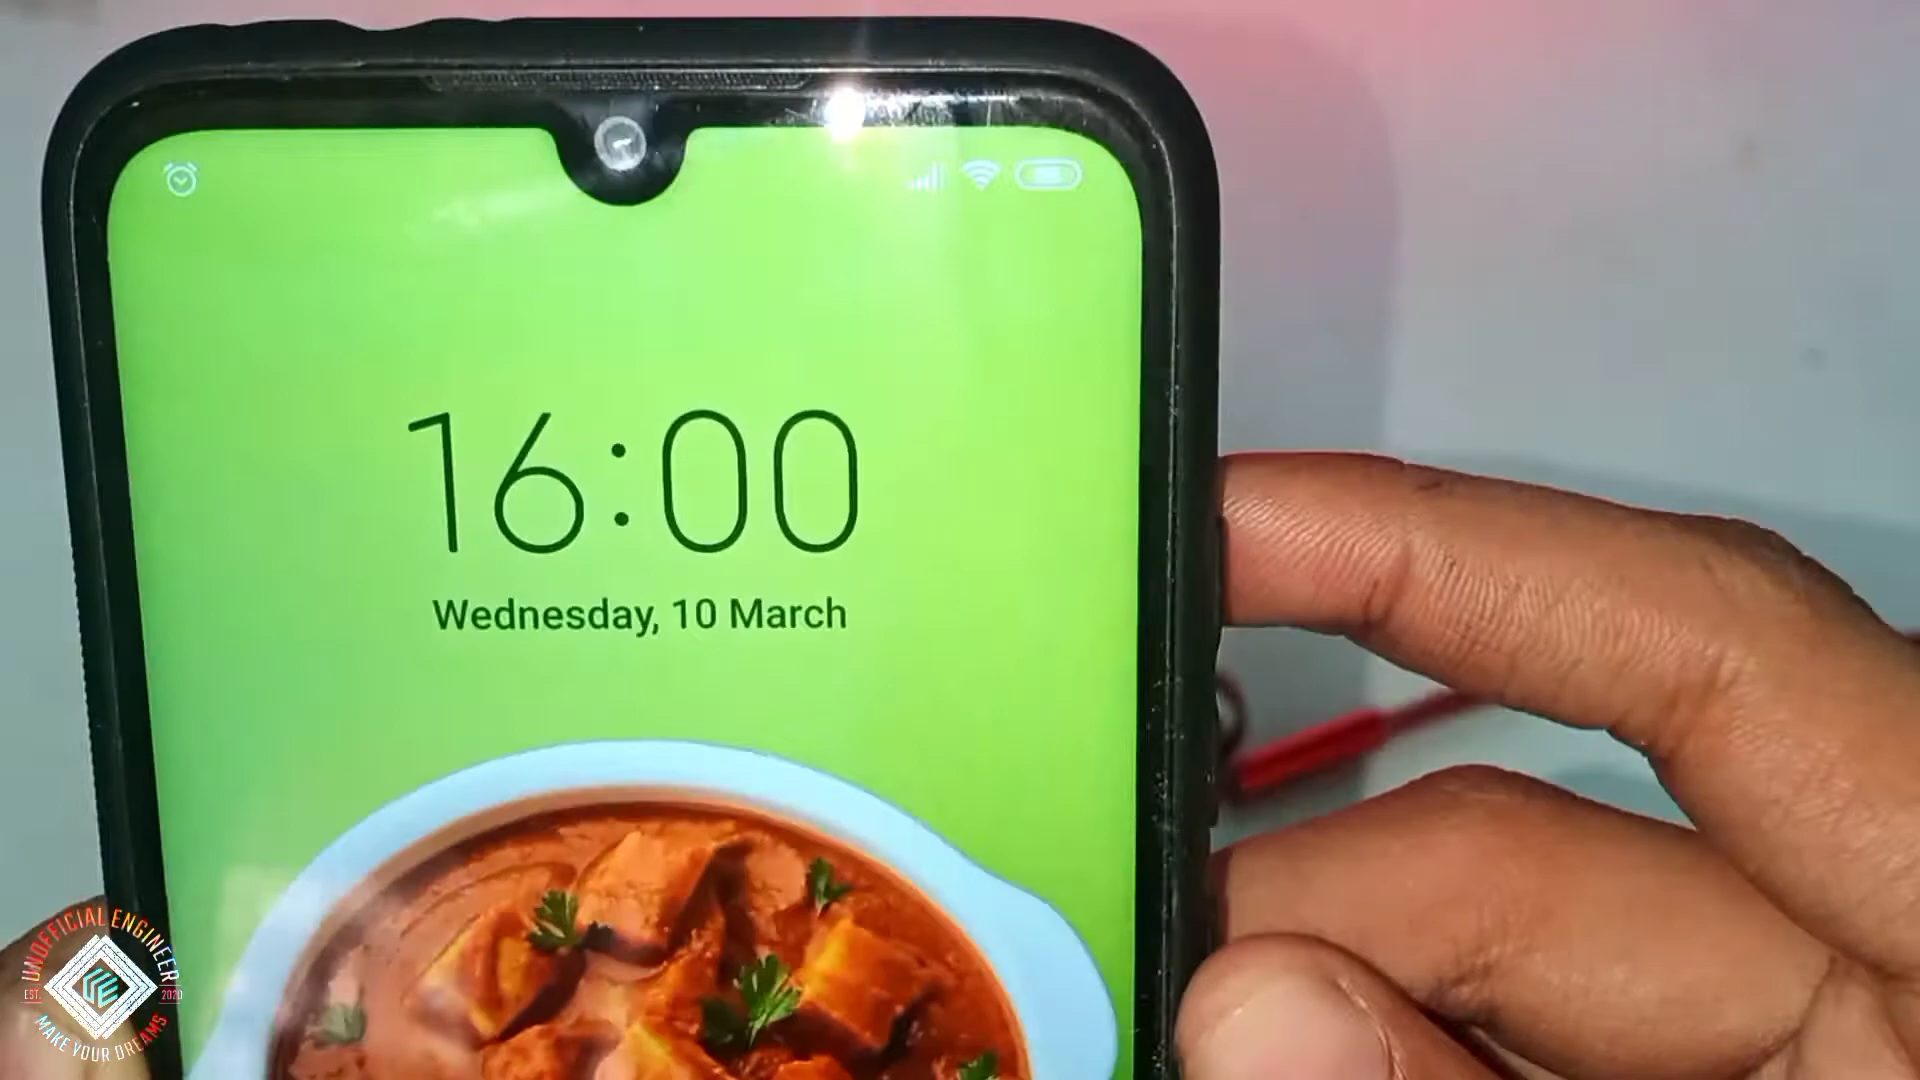 16:00
Wednesday, 10 March
UNOFFICIAL ENGINEER
EST. 2020
MAKE YOUR DREAMS